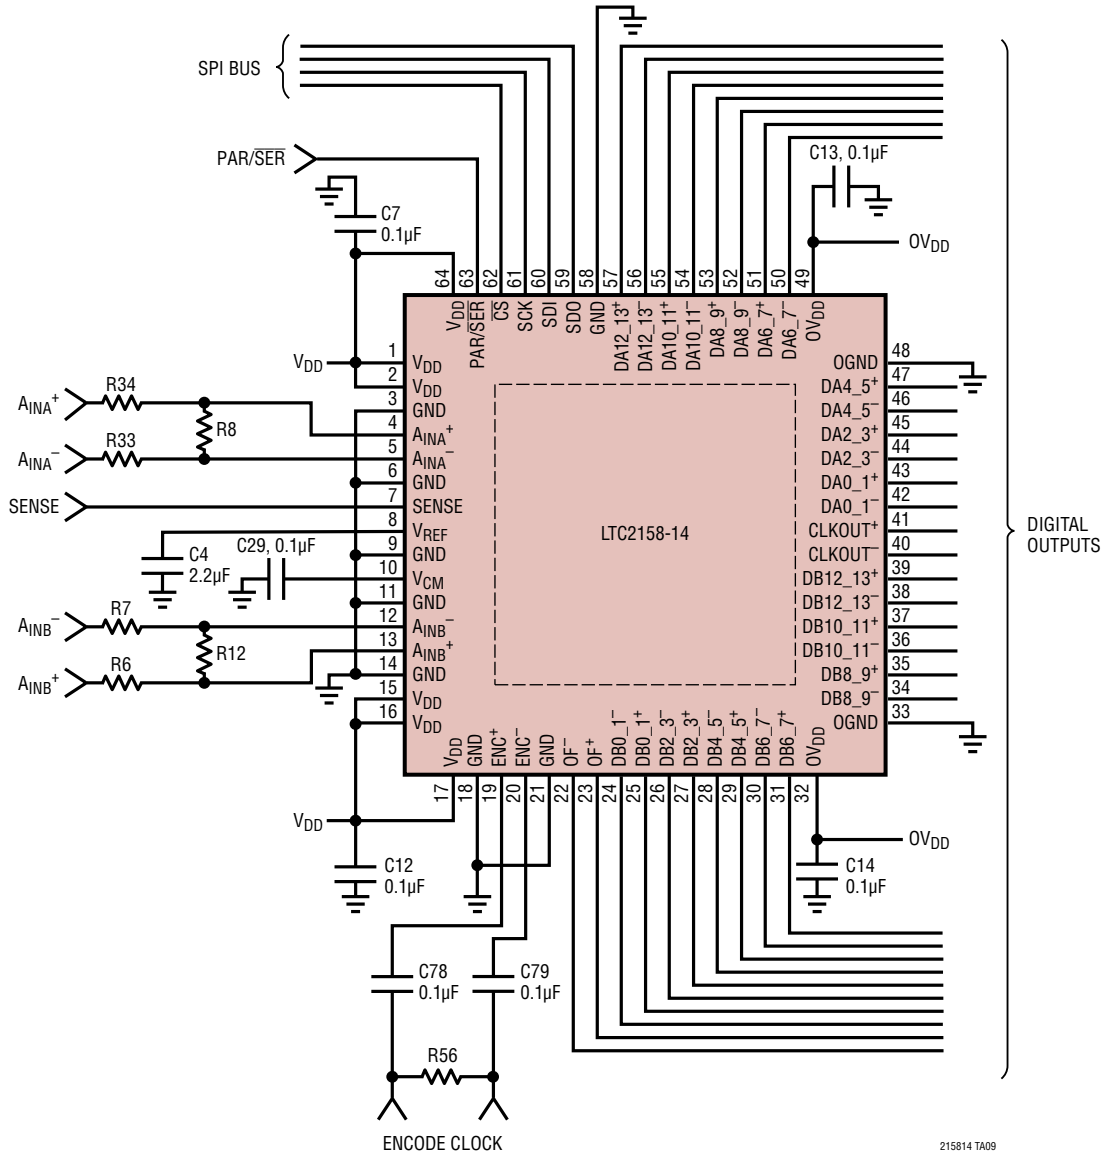 SPI BUS
PAR/SER
C7
0.1µF
C13, 0.1µF
OVDD
64
63
62
61
60
59
58
57
56
55
54
53
52
51
50
49
VDD
PAR/SER
CS
SCK
SDI
SDO
GND
DA12_13+
DA12_13−
DA10_11+
DA10_11−
DA8_9+
DA8_9−
DA6_7+
DA6_7−
OVDD
VDD
1 VDD
2 VDD
3 GND
4 AINA+
5 AINA−
6 GND
7 SENSE
8 VREF
9 GND
10 VCM
11 GND
12 AINB−
13 AINB+
14 GND
15 VDD
16 VDD
AINA+
R34
R8
AINA−
R33
SENSE
C4
2.2µF
C29, 0.1µF
AINB−
R7
R12
AINB+
R6
LTC2158-14
OGND 48
DA4_5+ 47
DA4_5− 46
DA2_3+ 45
DA2_3− 44
DA0_1+ 43
DA0_1− 42
CLKOUT+ 41
CLKOUT− 40
DB12_13+ 39
DB12_13− 38
DB10_11+ 37
DB10_11− 36
DB8_9+ 35
DB8_9− 34
OGND 33
DIGITAL
OUTPUTS
VDD
GND
ENC+
ENC−
GND
OF−
OF+
DB0_1−
DB0_1+
DB2_3−
DB2_3+
DB4_5−
DB4_5+
DB6_7−
DB6_7+
OVDD
17
18
19
20
21
22
23
24
25
26
27
28
29
30
31
32
VDD
C12
0.1µF
OVDD
C14
0.1µF
C78
0.1µF
C79
0.1µF
R56
ENCODE CLOCK
215814 TA09